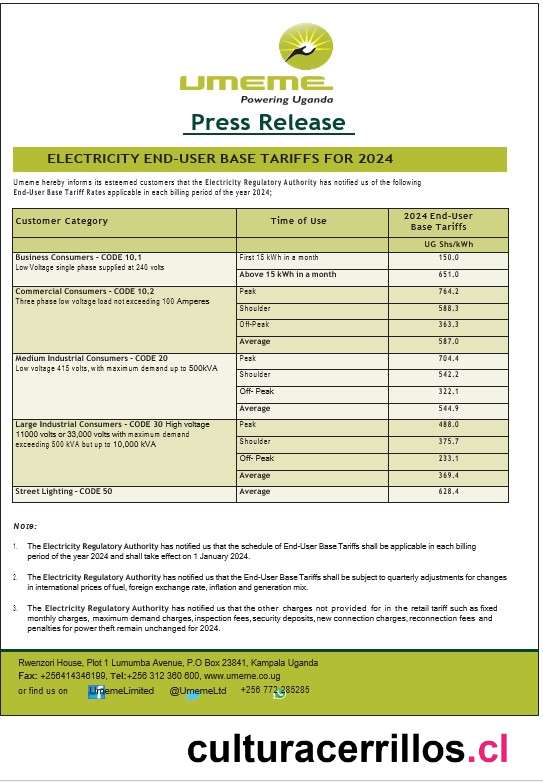 UMEME
Powering Uganda
Press Release
ELECTRICITY END-USER BASE TARIFFS FOR 2024
Umeme hereby informs its esteemed customers that the Electricity Regulatory Authority has notified us of the following
End-User Base Tariff Rates applicable in each billing period of the year 2024;
Customer Category Time of Use 2024 End-User
Base Tariffs
UG Shs/kWh
Business Consumers - CODE 10,1 First 15 kWh in a month 150.0
Low Voltage single phase supplied at 240 volts
Above 15 kWh in a month 651.0
Commercial Consumers - CODE 10,2 Peak 764.2
Three phase low voltage load not exceeding 100 Amperes
Shoulder 588.3
Off-Peak 363.3
Average 587.0
Medium Industrial Consumers - CODE 20 Peak 704.4
Low voltage 415 volts, with maximum demand up to 500kVA
Shoulder 542.2
Off- Peak 322.1
Average 544.9
Large Industrial Consumers - CODE 30 High voltage Peak 488.0
11000 volts or 33,000 volts with maximum demand
exceeding 500 kVA but up to 10,000 kVA Shoulder 375.7
Off- Peak 233.1
Average 369.4
Street Lighting - CODE 50 Average 628.4
Note:
1. The Electricity Regulatory Authority has notified us that the schedule of End-User Base Tariffs shall be applicable in each billing
period of the year 2024 and shall take effect on 1 January 2024.
2. The Electricity Regulatory Authority has notified us that the End-User Base Tariffs shall be subject to quarterly adjustments for changes
in international prices of fuel, foreign exchange rate, inflation and generation mix.
3. The Electricity Regulatory Authority has notified us that the other charges not provided for in the retail tariff such as fixed
monthly charges, maximum demand charges, inspection fees, security deposits, new connection charges, reconnection fees and
penalties for power theft remain unchanged for 2024.
Rwenzori House, Plot 1 Lumumba Avenue, P.O Box 23841, Kampala Uganda
Fax: +256414346199, Tel:+256 312 360 600, www.umeme.co.ug
or find us on UmemeLimited @UmemeLtd +256 772 285285
culturacerrillos.cl